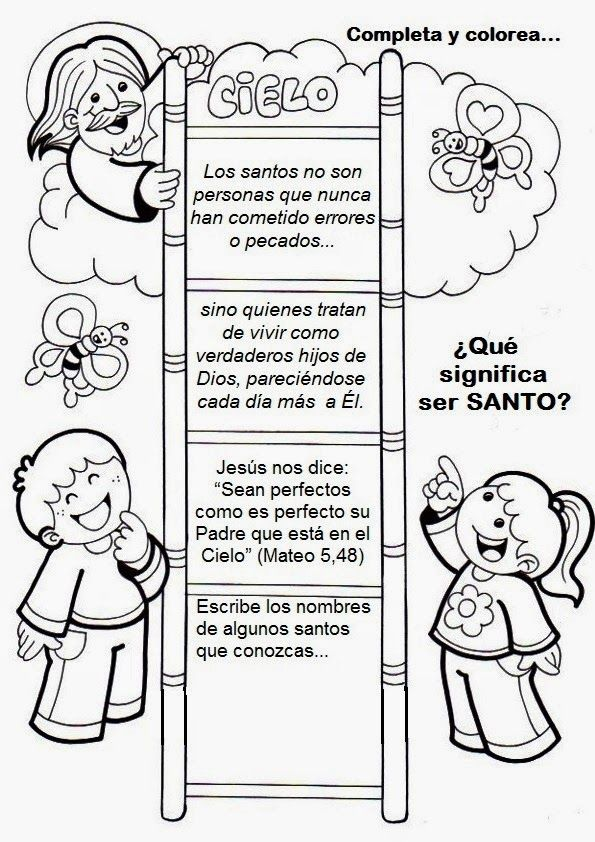 Completa y colorea...
CIELO
Los santos no son
personas que nunca
han cometido errores
o pecados...
sino quienes tratan
de vivir como
verdaderos hijos de
Dios, pareciéndose
cada día más a Él.
¿Qué
significa
ser SANTO?
Jesús nos dice:
“Sean perfectos
como es perfecto su
Padre que está en el
Cielo” (Mateo 5,48)
Escribe los nombres
de algunos santos
que conozcas...